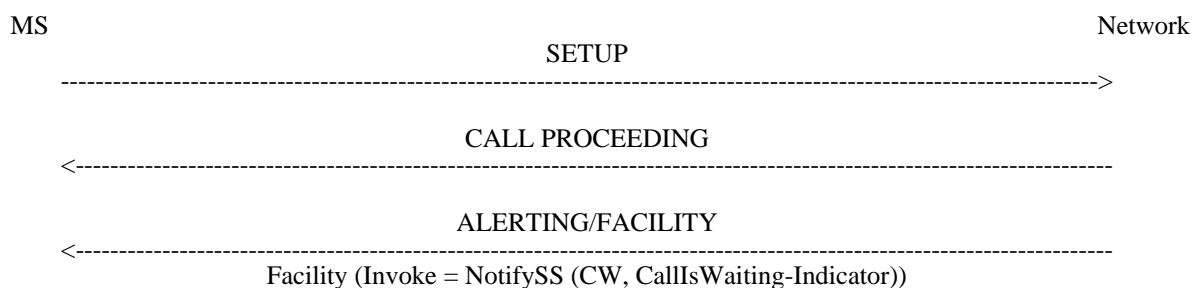 MS Network
SETUP
------------------------------------------------------------------------------------------------------------------------>
CALL PROCEEDING
<------------------------------------------------------------------------------------------------------------------------
ALERTING/FACILITY
<------------------------------------------------------------------------------------------------------------------------
Facility (Invoke = NotifySS (CW, CallIsWaiting-Indicator))